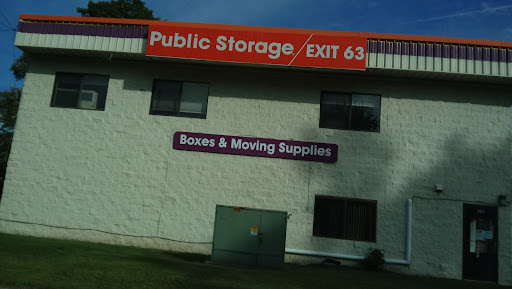 Public Storage/EXIT 63
Boxes & Moving Supplies